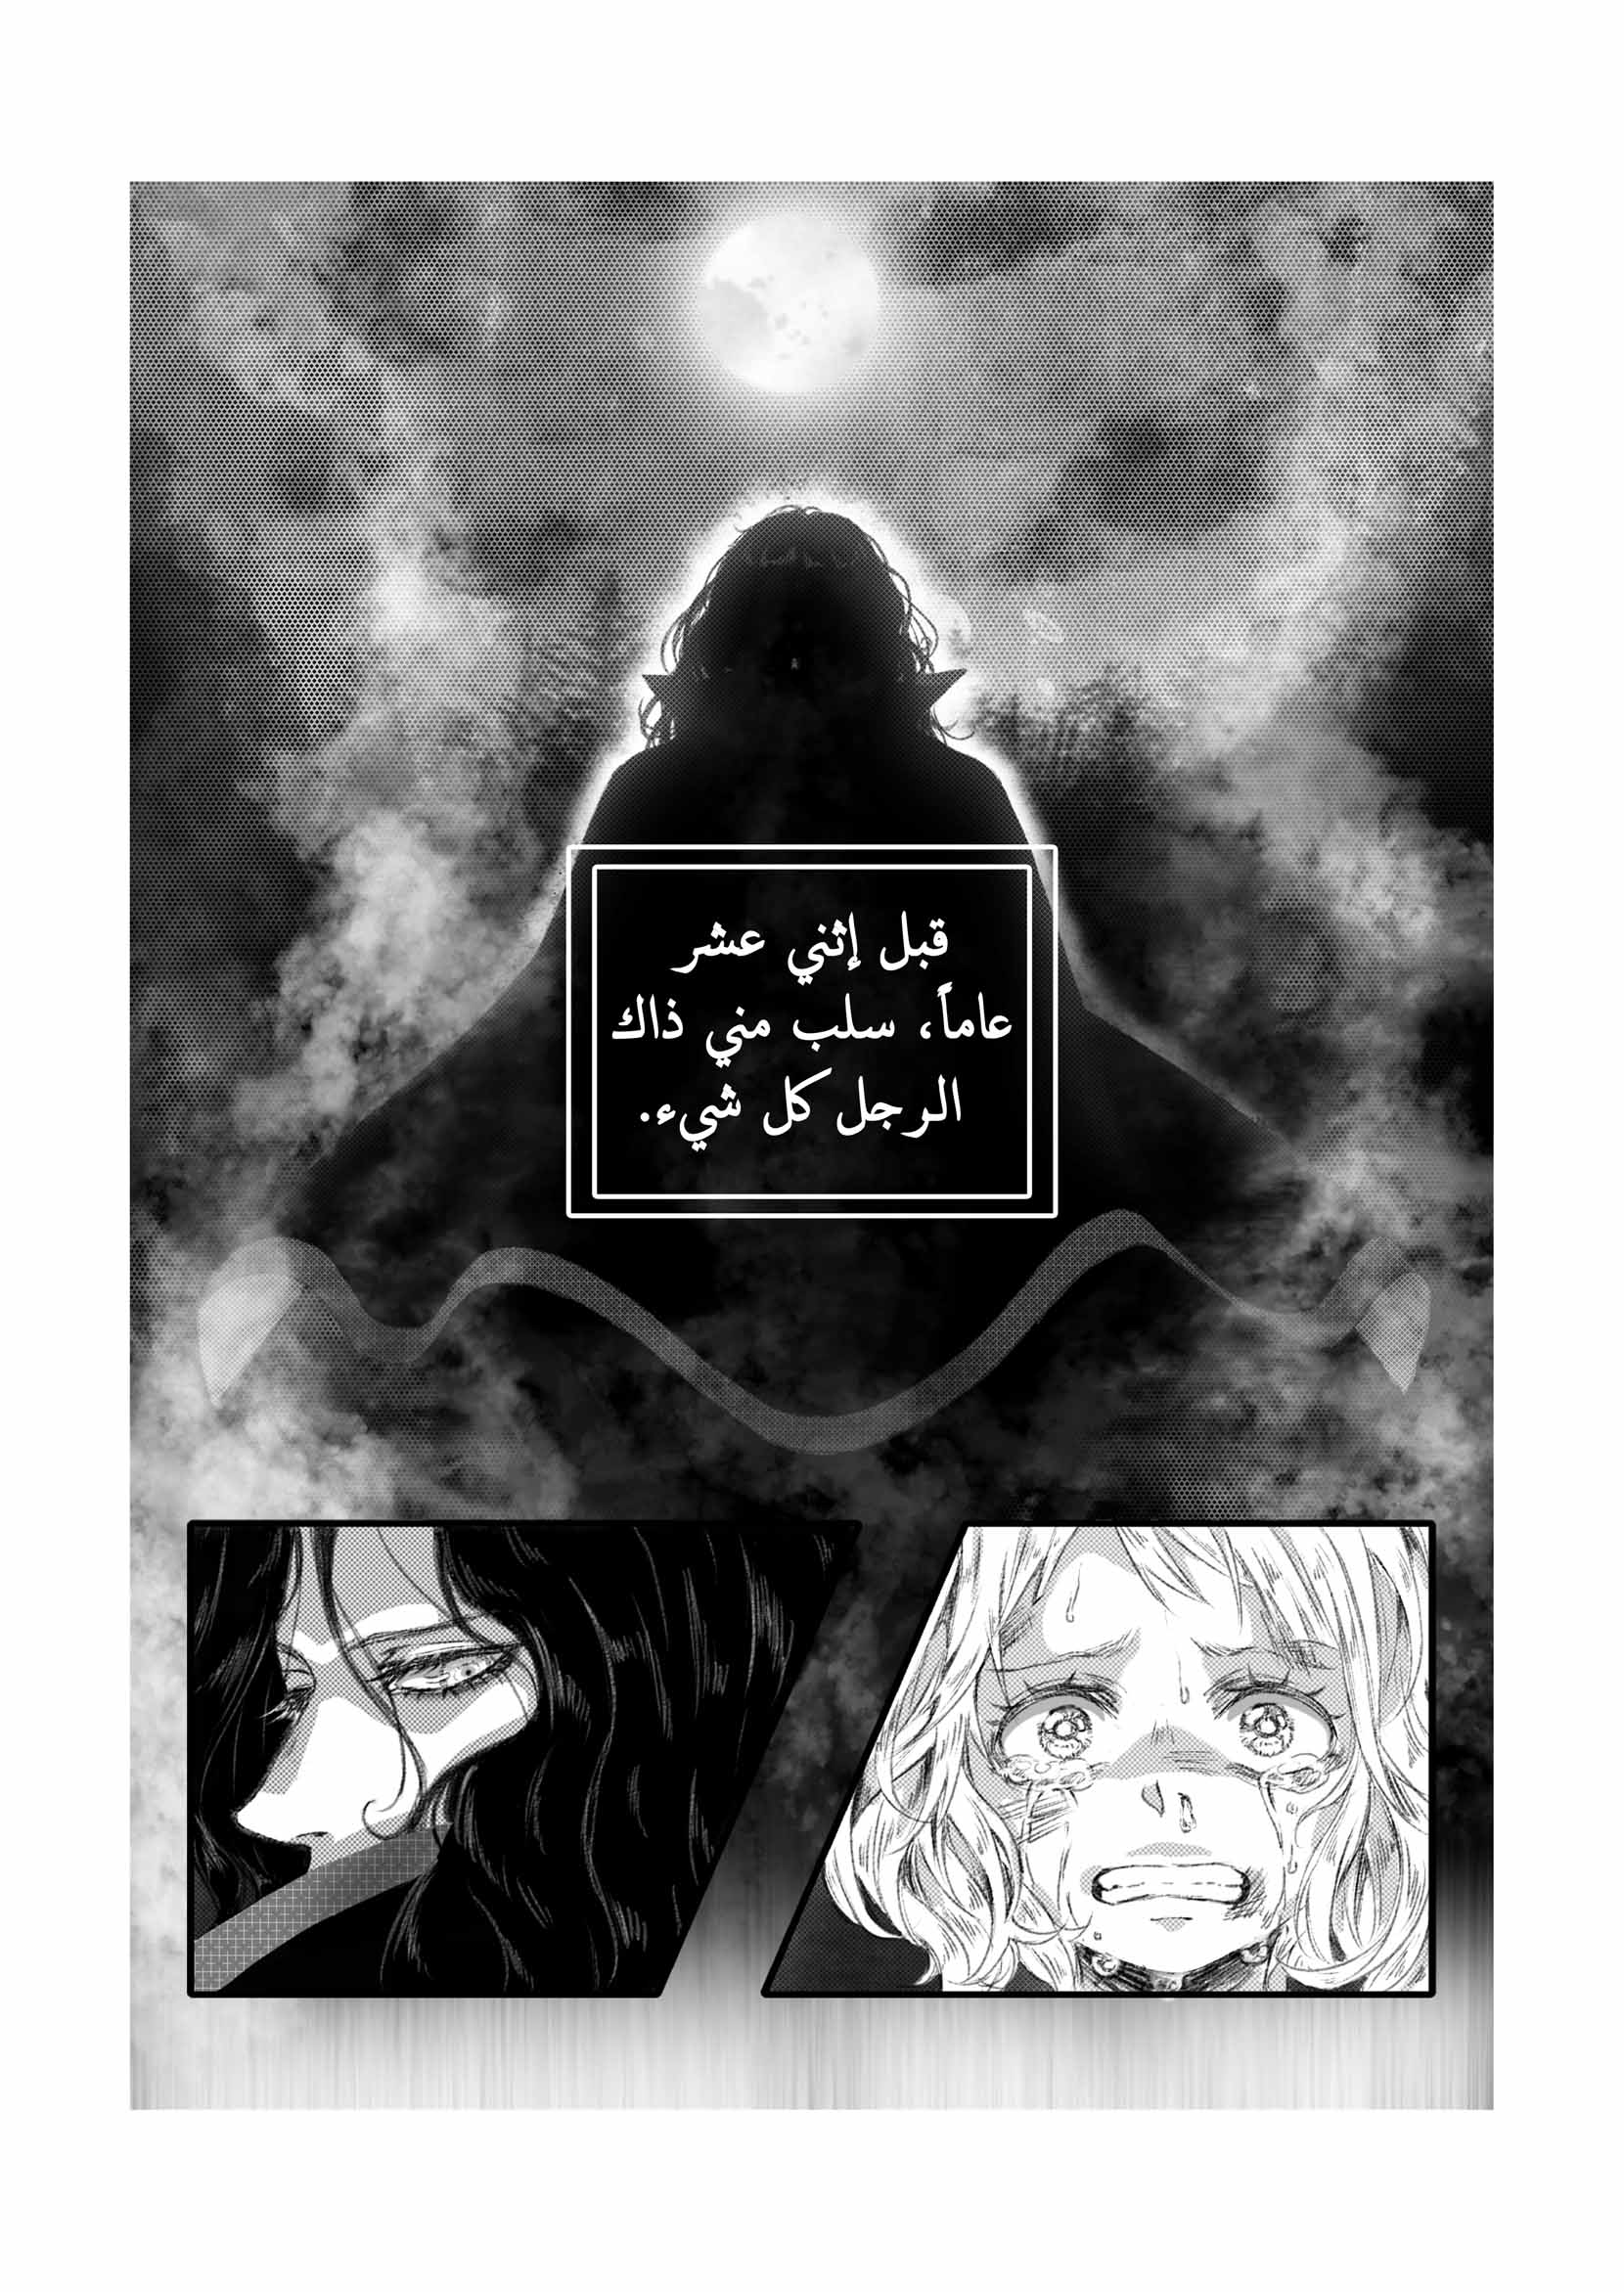 قبل إثني عشر
عاماً، سلب مني ذاك
الرجل كل شيء.